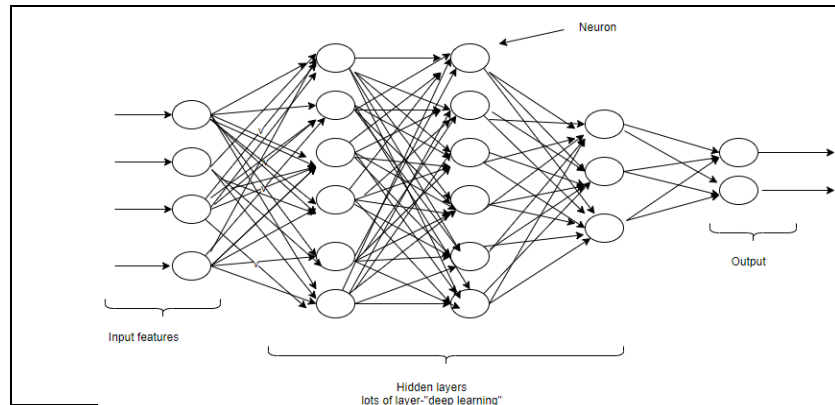 Neuron
Output
Input features
Hidden layers
lots of layer-"deep learning"